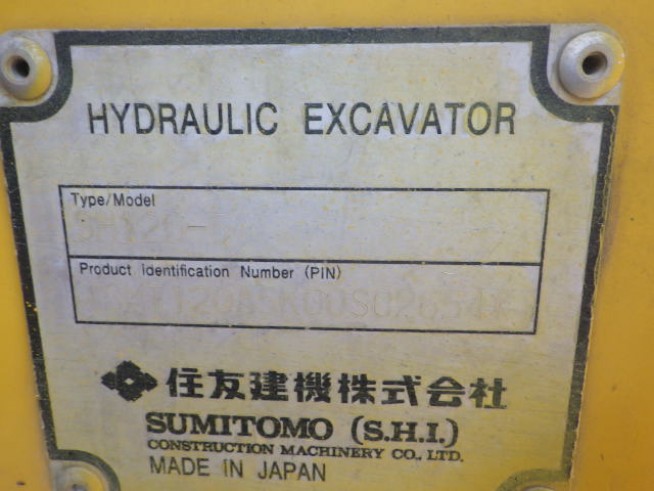 HYDRAULIC EXCAVATOR
Type/Model
Product Identification Number (PIN)
住友建機株式会社
SUMITOMO (S.H.I.)
CONSTRUCTION MACHINERY CO., LTD.
MADE IN JAPAN